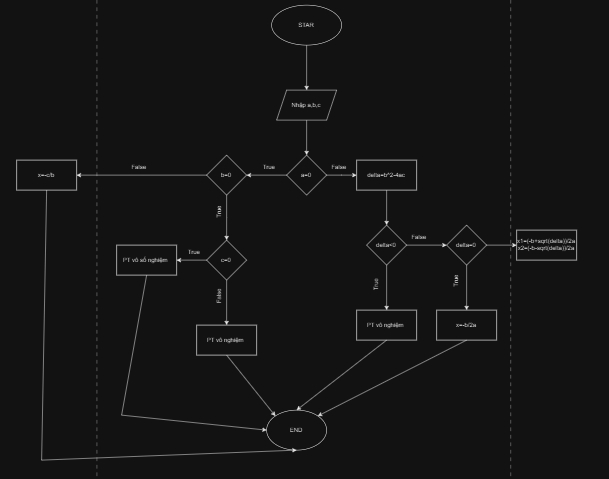 START
Nhập a,b,c
a=0
True
False
b=0
False
x=-c/b
delta=b^2-4ac
True
c=0
True
PT vô số nghiệm
False
PT vô nghiệm
delta<0
False
delta=0
x1=(-b+sqrt(delta))/2a
x2=(-b-sqrt(delta))/2a
True
True
PT vô nghiệm
x=-b/2a
END